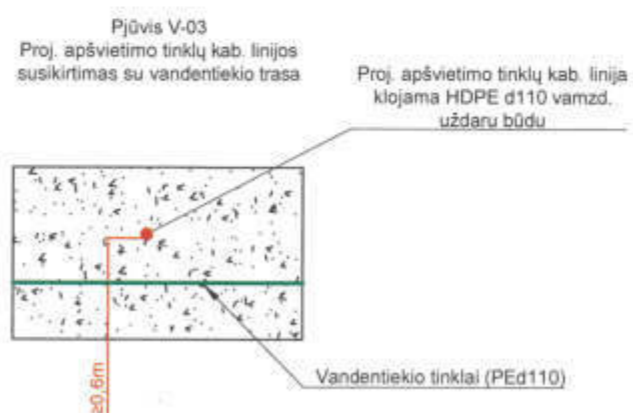 Pjūvis V-03
Proj. apšvietimo tinklų kab. linijos
susikirtimas su vandentiekio trasa
Proj. apšvietimo tinklų kab. linija
klojama HDPE d110 vamzd.
uždaru būdu
≥0,6m
Vandentiekio tinklai (PEd110)